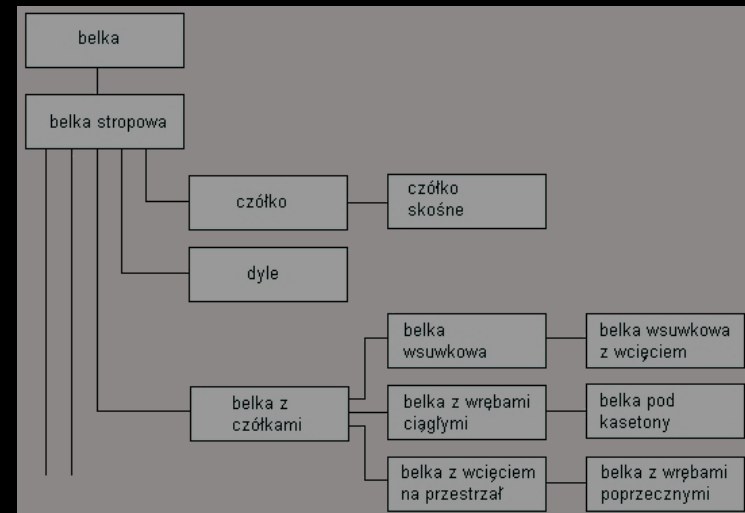 belka
belka stropowa
czółko
czółko
skośne
dyle
belka
wsuwkowa
belka wsuwkowa
z wcięciem
belka z
czółkami
belka z wrębami
ciągłymi
belka pod
kasetony
belka z wcięciem
na przestrzał
belka z wrębami
poprzecznymi